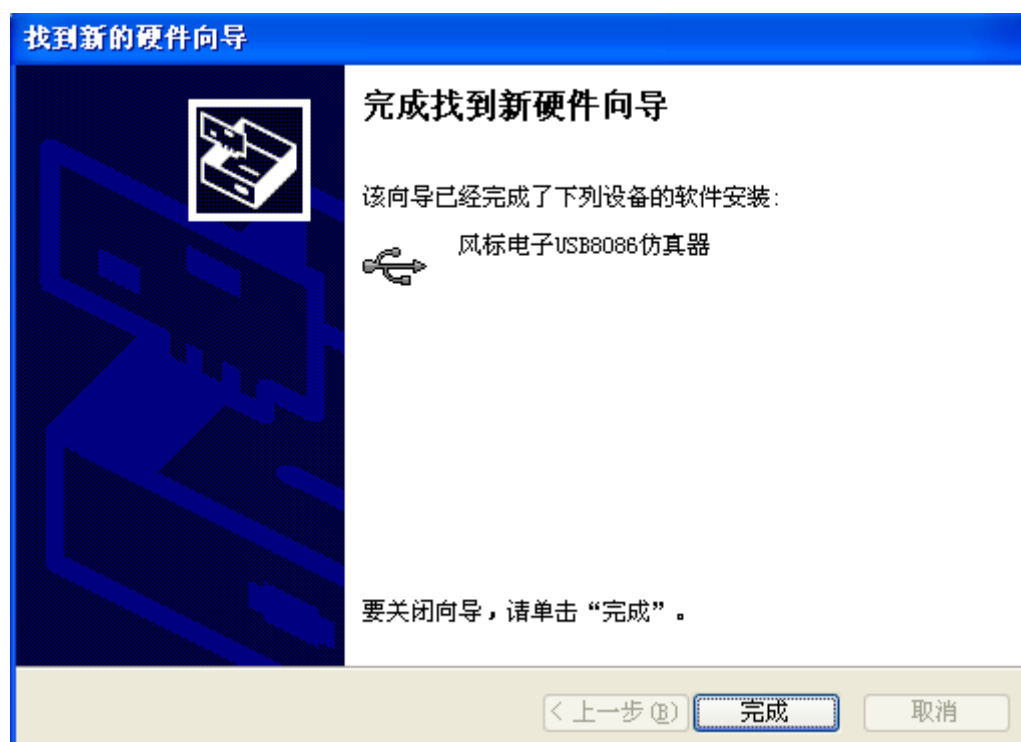 找到新的硬件向导
完成找到新硬件向导
该向导已经完成了下列设备的软件安装:
风标电子USB8086仿真器
要关闭向导，请单击“完成”。
< 上一步(B)
完成
取消